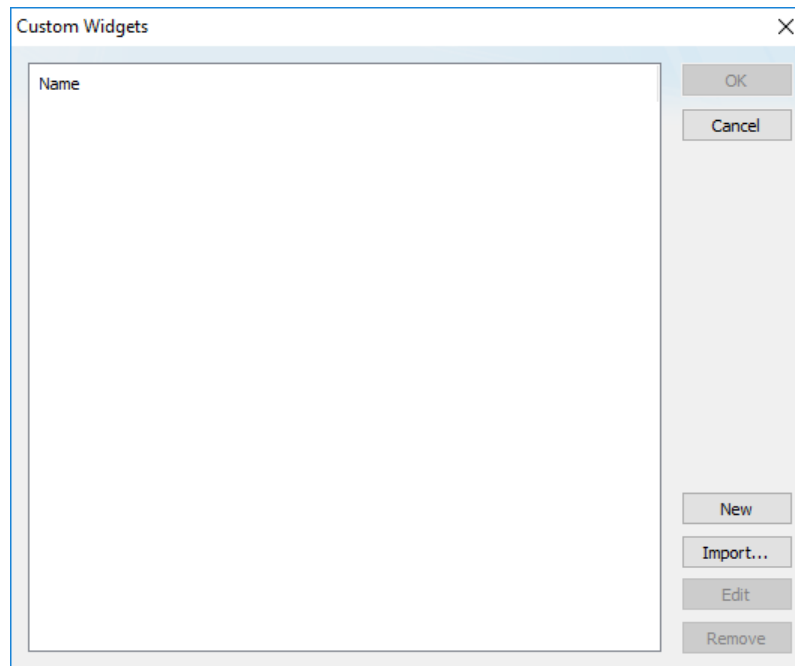 Custom Widgets
Name
OK
Cancel
New
Import...
Edit
Remove